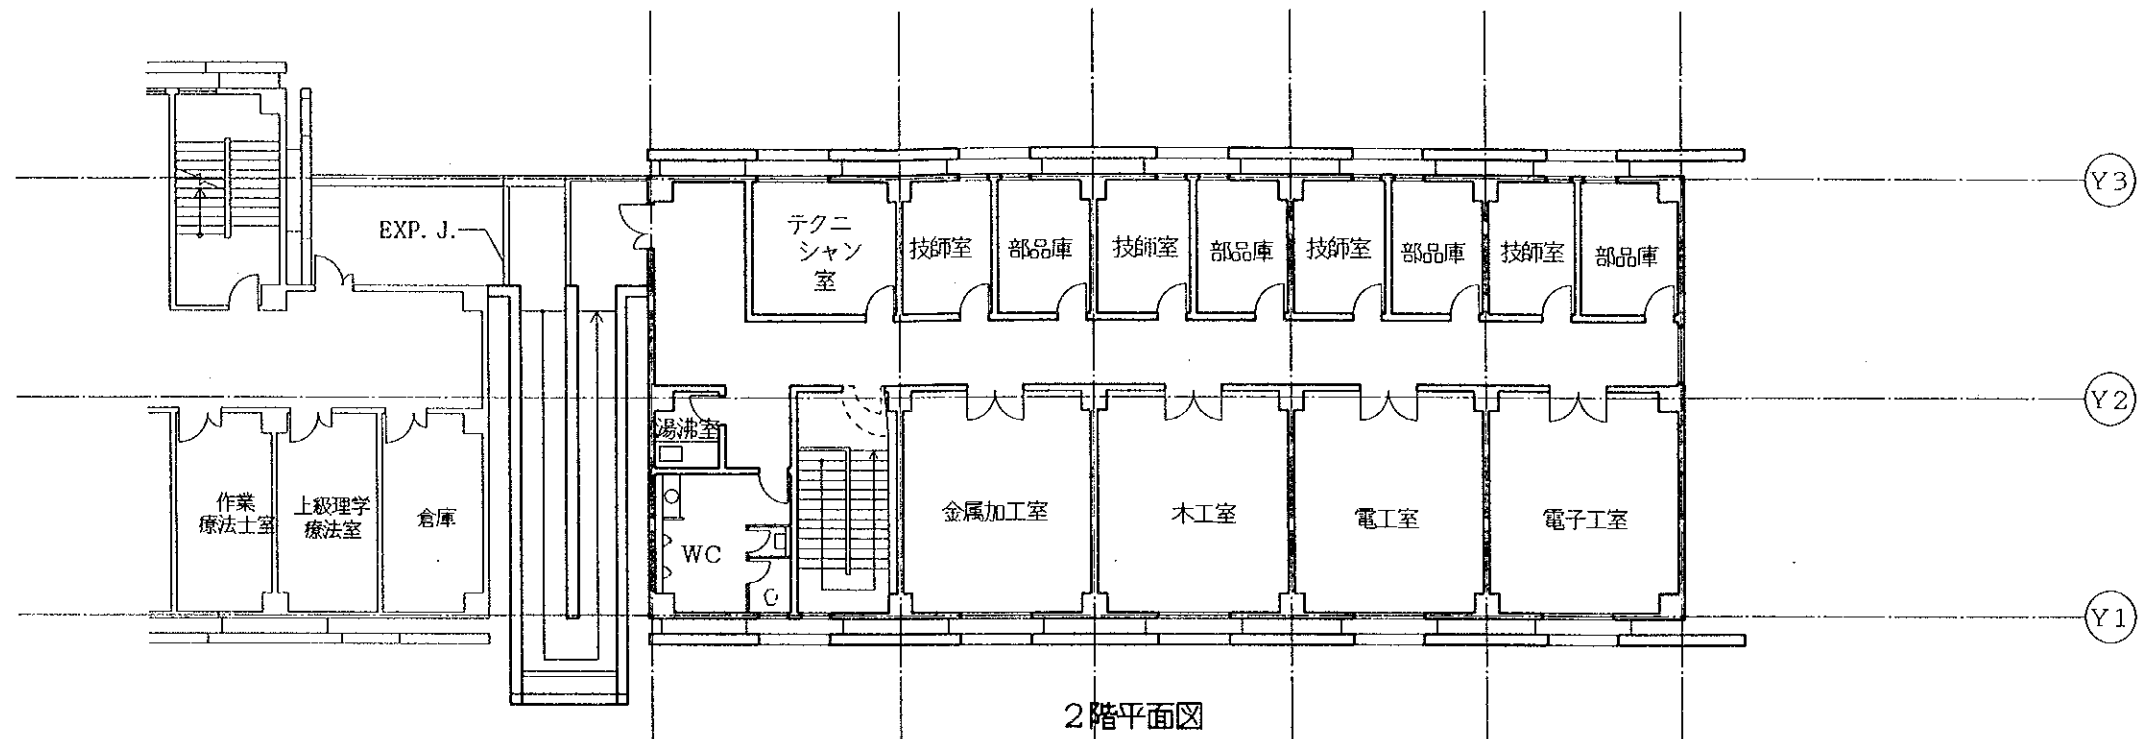 Y3
EXP. J.
テクニ
シャン
室
技師室
部品庫
技師室
部品庫
技師室
部品庫
技師室
部品庫
Y2
湯沸室
作業
療法士室
上級理学
療法室
倉庫
WC
金属加工室
木工室
電工室
電子工室
Y1
2階平面図